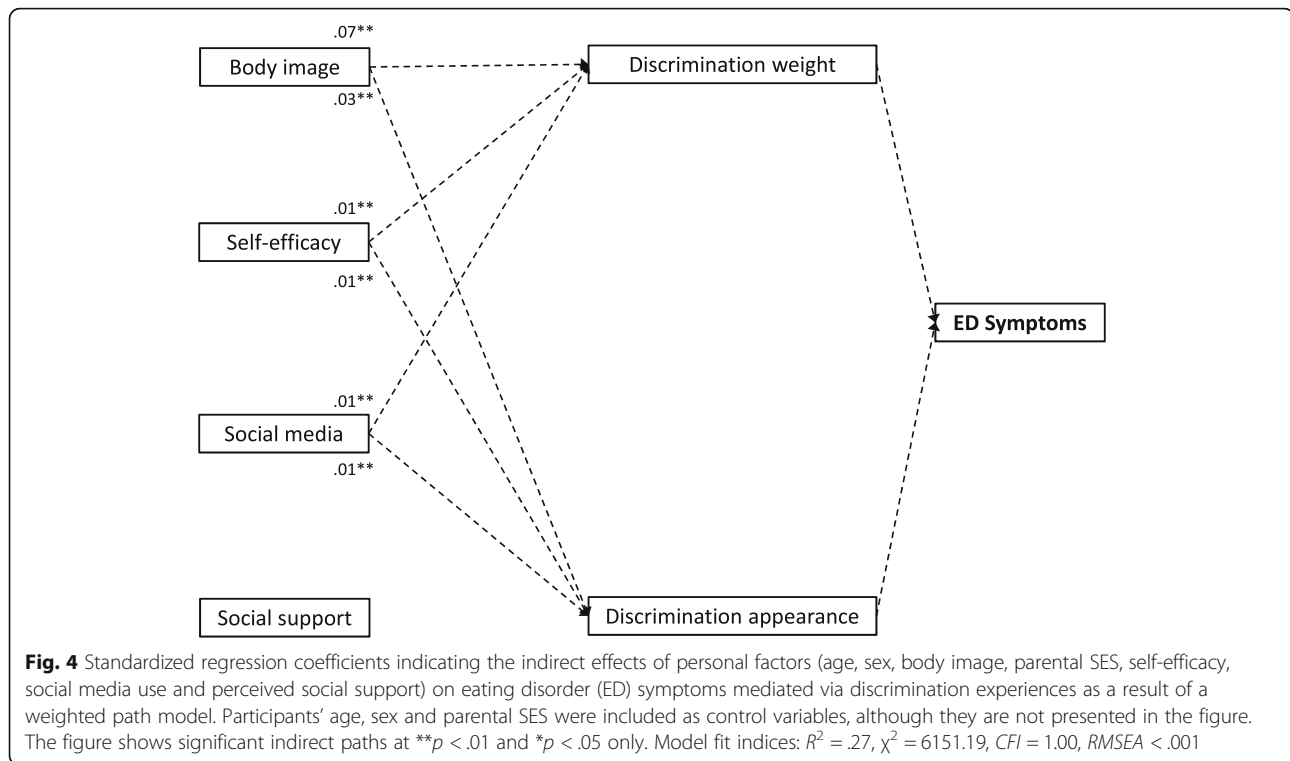 .07**
Body image
Discrimination weight
.03**
.01**
Self-efficacy
.01**
ED Symptoms
.01**
Social media
.01**
Social support
Discrimination appearance
Fig. 4 Standardized regression coefficients indicating the indirect effects of personal factors (age, sex, body image, parental SES, self-efficacy,
social media use and perceived social support) on eating disorder (ED) symptoms mediated via discrimination experiences as a result of a
weighted path model. Participants’ age, sex and parental SES were included as control variables, although they are not presented in the figure.
The figure shows significant indirect paths at **p < .01 and *p < .05 only. Model fit indices: R² = .27, χ² = 6151.19, CFI = 1.00, RMSEA < .001